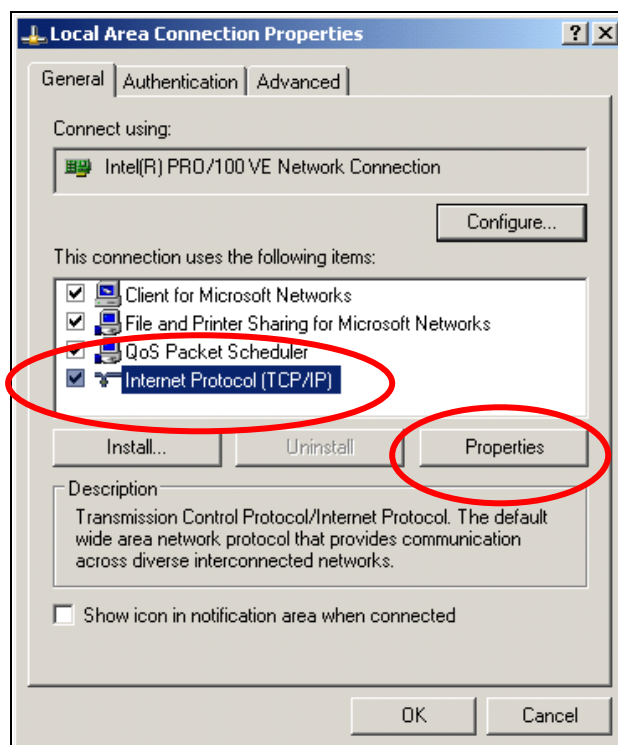 Local Area Connection Properties
General Authentication Advanced
Connect using:
Intel(R) PRO/100 VE Network Connection
Configure...
This connection uses the following items:
Client for Microsoft Networks
File and Printer Sharing for Microsoft Networks
QoS Packet Scheduler
Internet Protocol (TCP/IP)
Install... Uninstall Properties
Description
Transmission Control Protocol/Internet Protocol. The default
wide area network protocol that provides communication
across diverse interconnected networks.
Show icon in notification area when connected
OK Cancel